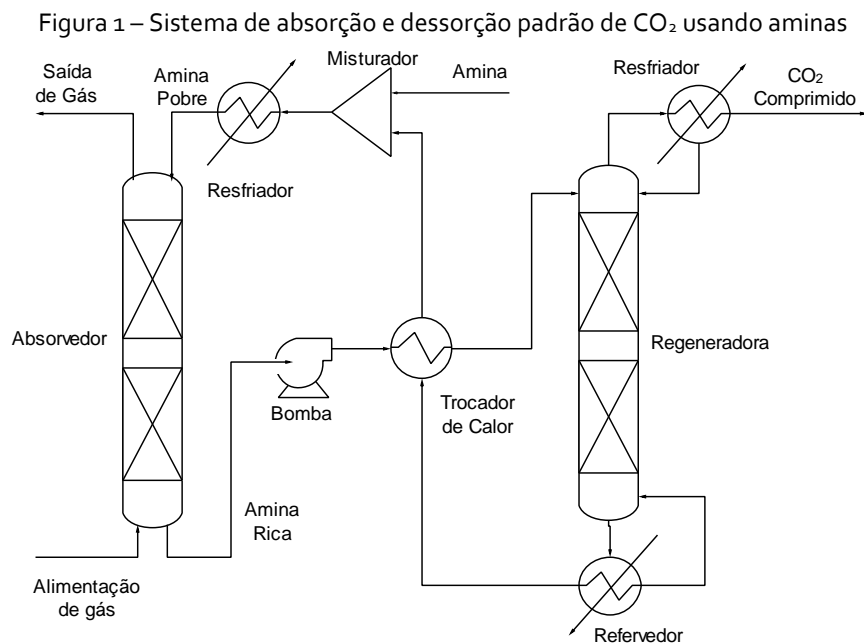 Figura 1 – Sistema de absorção e dessorção padrão de CO₂ usando aminas
Saída
de Gás
Amina
Pobre
Misturador
Amina
Resfriador
CO₂
Comprimido
Resfriador
Absorvedor
Regeneradora
Bomba
Trocador
de Calor
Amina
Rica
Alimentação
de gás
Refervedor